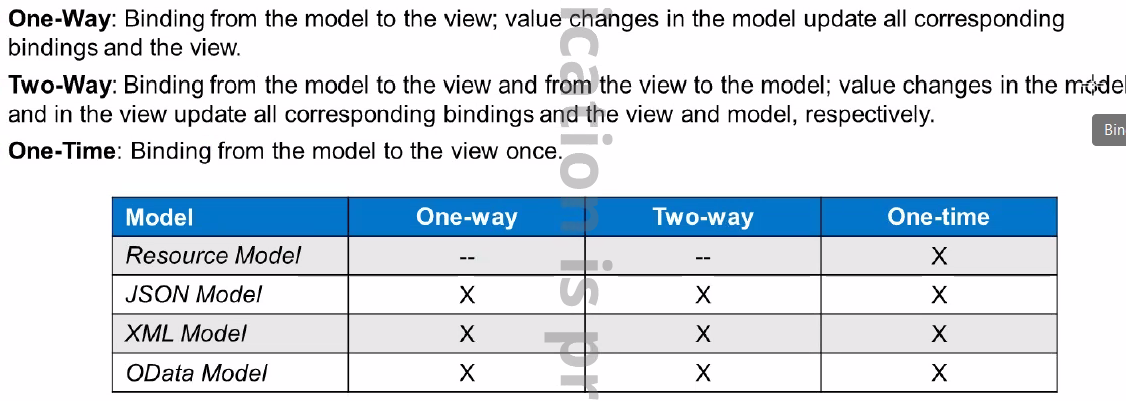 One-Way: Binding from the model to the view; value changes in the model update all corresponding
bindings and the view.
Two-Way: Binding from the model to the view and from the view to the model; value changes in the model
and in the view update all corresponding bindings and the view and model, respectively.
One-Time: Binding from the model to the view once.
Bin
Model One-way Two-way One-time
Resource Model -- -- X
JSON Model X X X
XML Model X X X
OData Model X X X
ication is pr